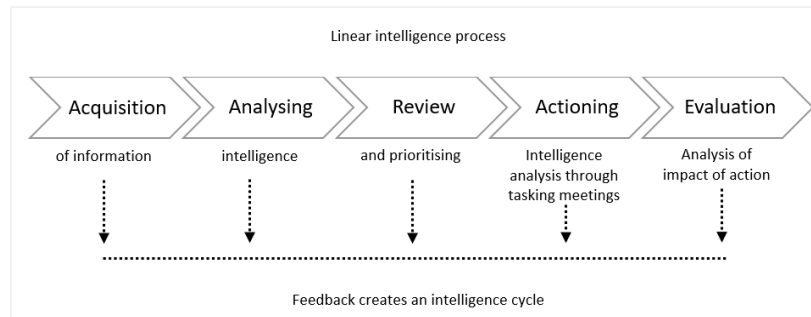 Linear intelligence process
Acquisition
Analysing
Review
Actioning
Evaluation
of information
intelligence
and prioritising
Intelligence
analysis through
tasking meetings
Analysis of
impact of action
Feedback creates an intelligence cycle